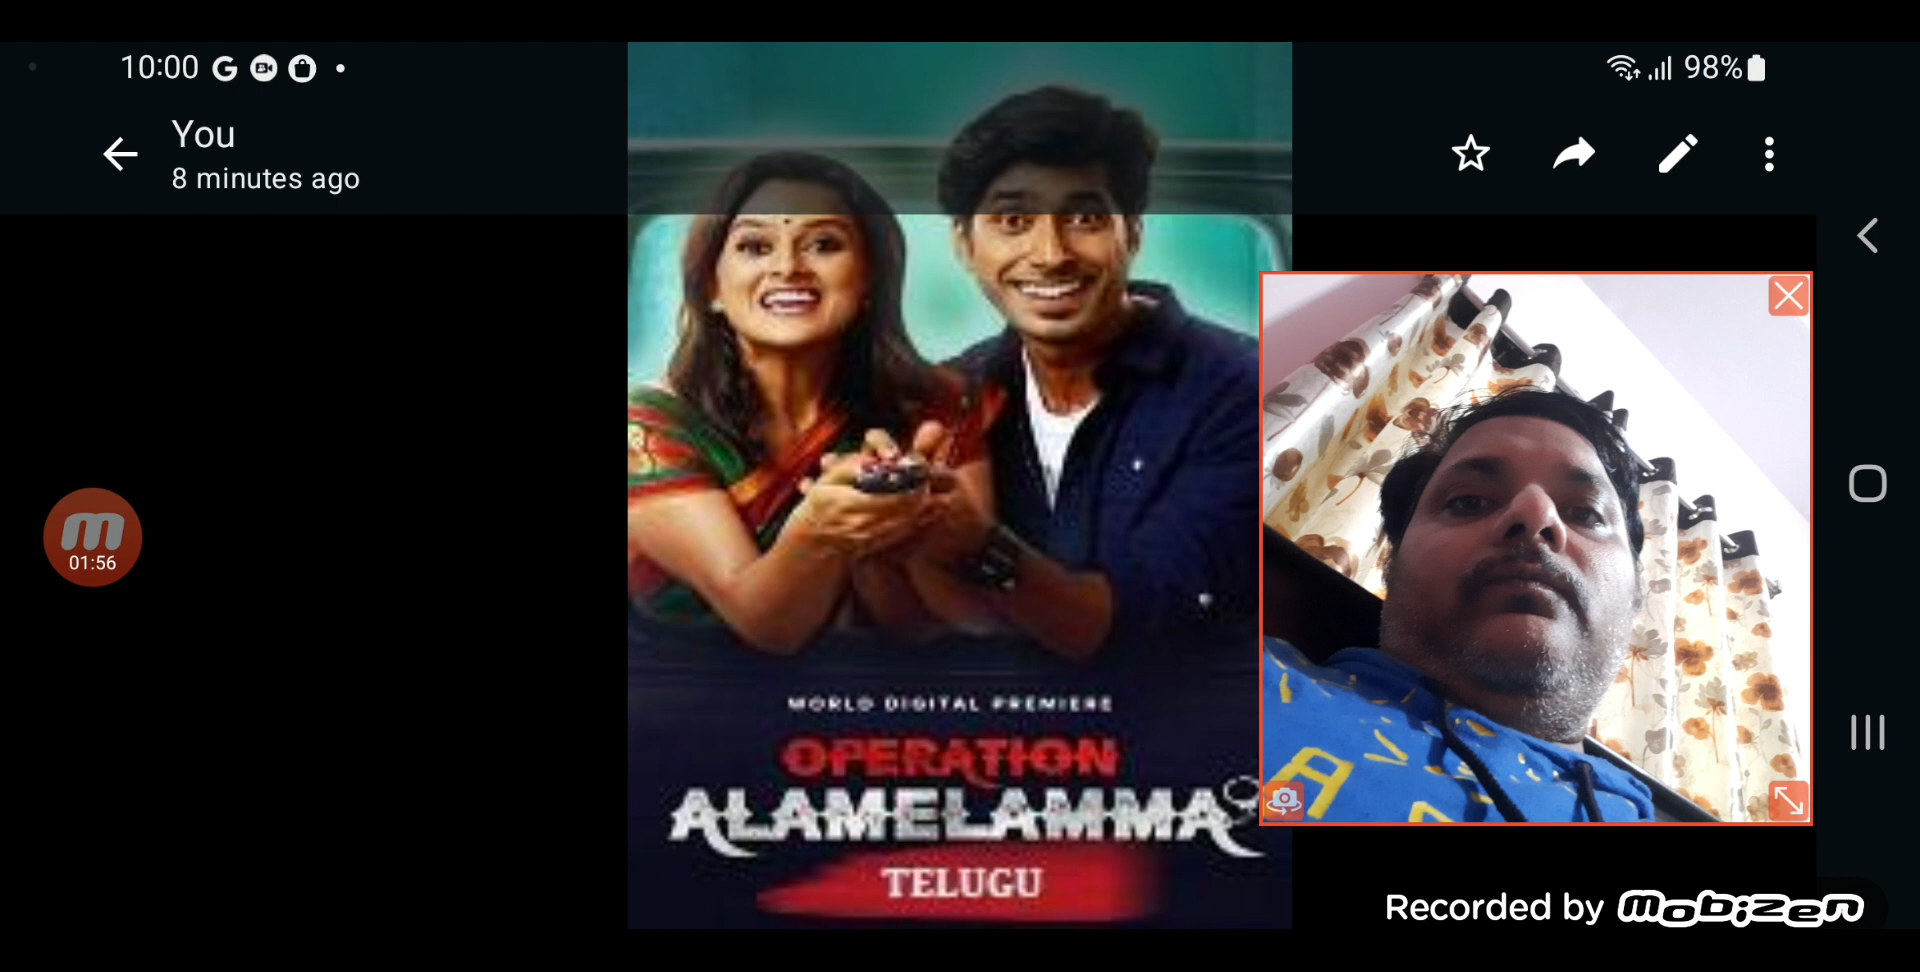 10:00
98%
You
8 minutes ago
01:56
WORLD DIGITAL PREMIERE
OPERATION
ALAMELAMMA
TELUGU
Recorded by mobizen